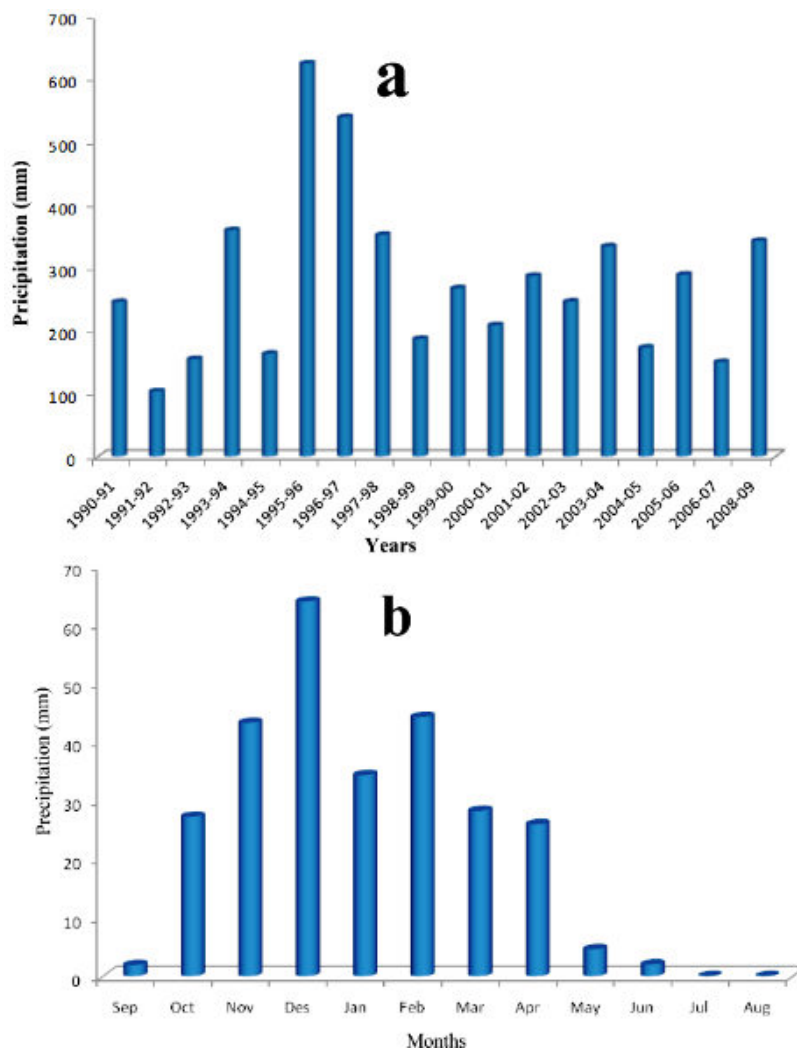 700
600
500
400
300
200
100
0
Pricipitation (mm)
a
1990-91 1991-92 1992-93 1993-94 1994-95 1995-96 1996-97 1997-98 1998-99 1999-00 2000-01 2001-02 2002-03 2003-04 2004-05 2005-06 2006-07 2008-09
Years
70
60
50
40
30
20
10
0
Precipitation (mm)
b
Sep Oct Nov Des Jan Feb Mar Apr May Jun Jul Aug
Months